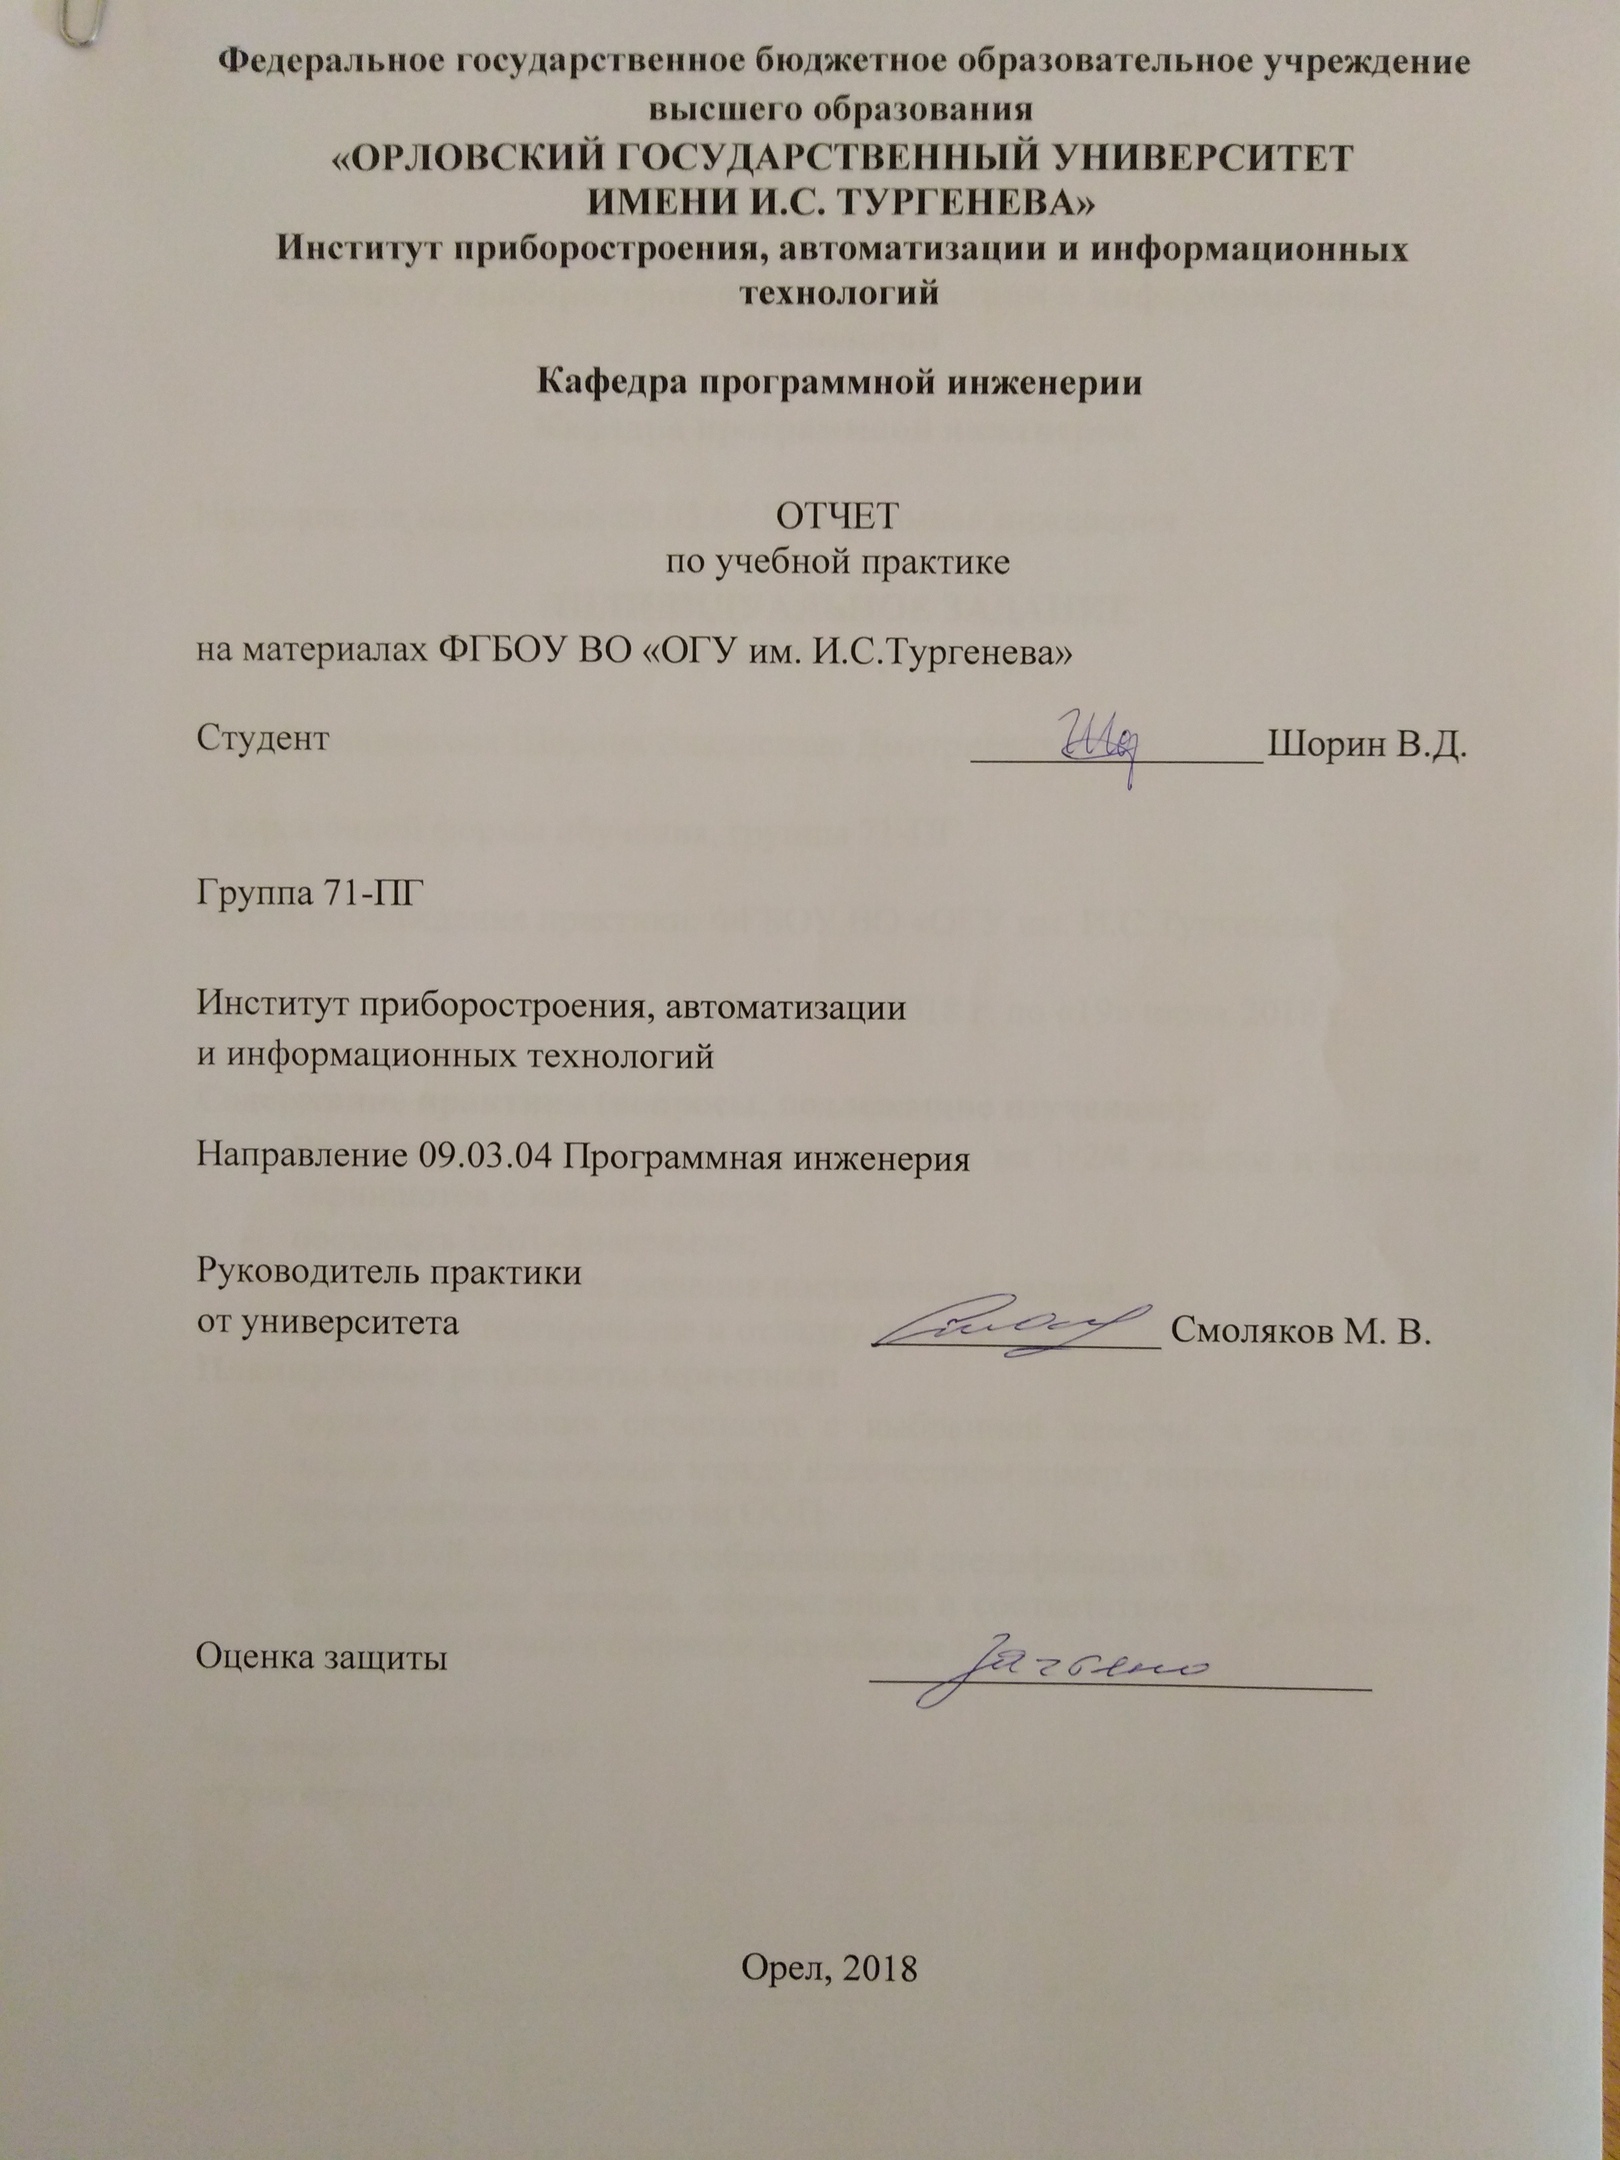 Федеральное государственное бюджетное образовательное учреждение
высшего образования
«ОРЛОВСКИЙ ГОСУДАРСТВЕННЫЙ УНИВЕРСИТЕТ
ИМЕНИ И.С. ТУРГЕНЕВА»
Институт приборостроения, автоматизации и информационных
технологий
Кафедра программной инженерии
ОТЧЕТ
по учебной практике
на материалах ФГБОУ ВО «ОГУ им. И.С.Тургенева»
Студент Шорин В.Д.
Группа 71-ПГ
Институт приборостроения, автоматизации
и информационных технологий
Направление 09.03.04 Программная инженерия
Руководитель практики
от университета Смоляков М. В.
Оценка защиты зачтено
Орел, 2018